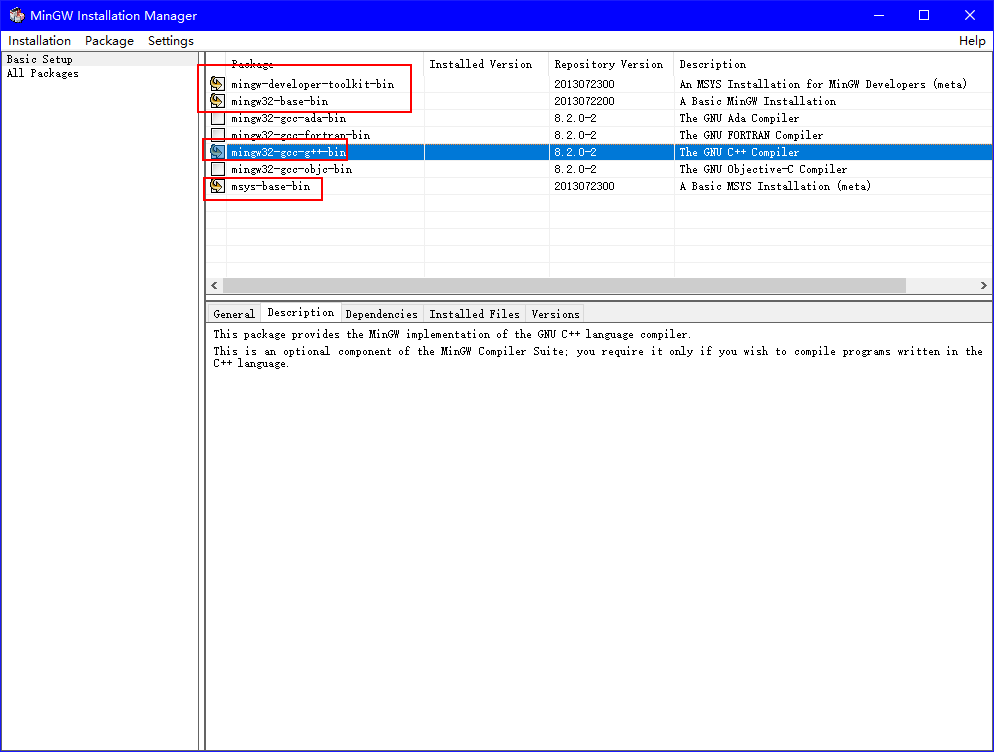 MinGW Installation Manager
Installation Package Settings Help
Basic Setup
All Packages
Package Installed Version Repository Version Description
mingw-developer-toolkit-bin 2013072300 An MSYS Installation for MinGW Developers (meta)
mingw32-base-bin 2013072200 A Basic MinGW Installation
mingw32-gcc-ada-bin 8.2.0-2 The GNU Ada Compiler
mingw32-gcc-fortran-bin 8.2.0-2 The GNU FORTRAN Compiler
mingw32-gcc-g++-bin 8.2.0-2 The GNU C++ Compiler
mingw32-gcc-objc-bin 8.2.0-2 The GNU Objective-C Compiler
msys-base-bin 2013072300 A Basic MSYS Installation (meta)
General Description Dependencies Installed Files Versions
This package provides the MinGW implementation of the GNU C++ language compiler.
This is an optional component of the MinGW Compiler Suite; you require it only if you wish to compile programs written in the
C++ language.